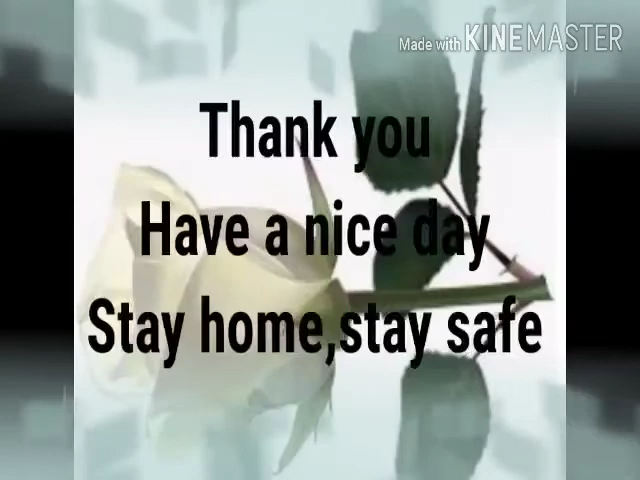 Made with KINEMASTER
Thank you
Have a nice day
Stay home,stay safe